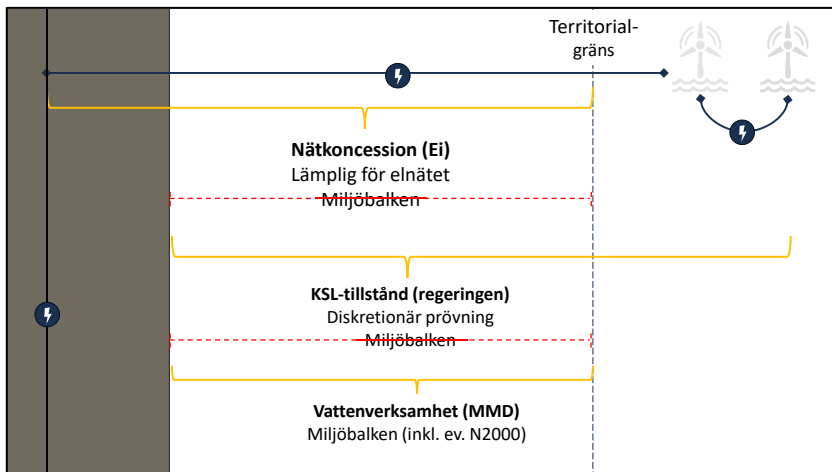 Territorial-
gräns
Nätkoncession (Ei)
Lämplig för elnätet
Miljöbalken
KSL-tillstånd (regeringen)
Diskretionär prövning
Miljöbalken
Vattenverksamhet (MMD)
Miljöbalken (inkl. ev. N2000)